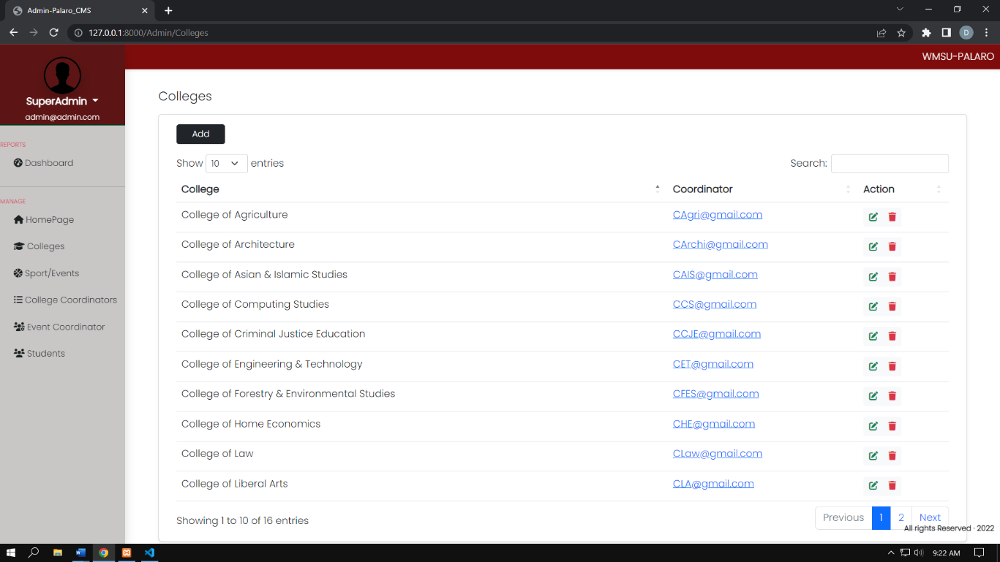 Admin-Palaro_CMS
127.0.0.1:8000/Admin/Colleges
D
WMSU-PALARO
SuperAdmin
admin@admin.com
REPORTS
Dashboard
MANAGE
HomePage
Colleges
Sport/Events
College Coordinators
Event Coordinator
Students
Colleges
Add
Show 10 entries
Search:
College Coordinator Action
College of Agriculture CAgri@gmail.com
College of Architecture CArchi@gmail.com
College of Asian & Islamic Studies CAIS@gmail.com
College of Computing Studies CCS@gmail.com
College of Criminal Justice Education CCJE@gmail.com
College of Engineering & Technology CET@gmail.com
College of Forestry & Environmental Studies CFES@gmail.com
College of Home Economics CHE@gmail.com
College of Law CLaw@gmail.com
College of Liberal Arts CLA@gmail.com
Showing 1 to 10 of 16 entries
Previous 1 2 Next
All rights Reserved · 2022
9:22 AM